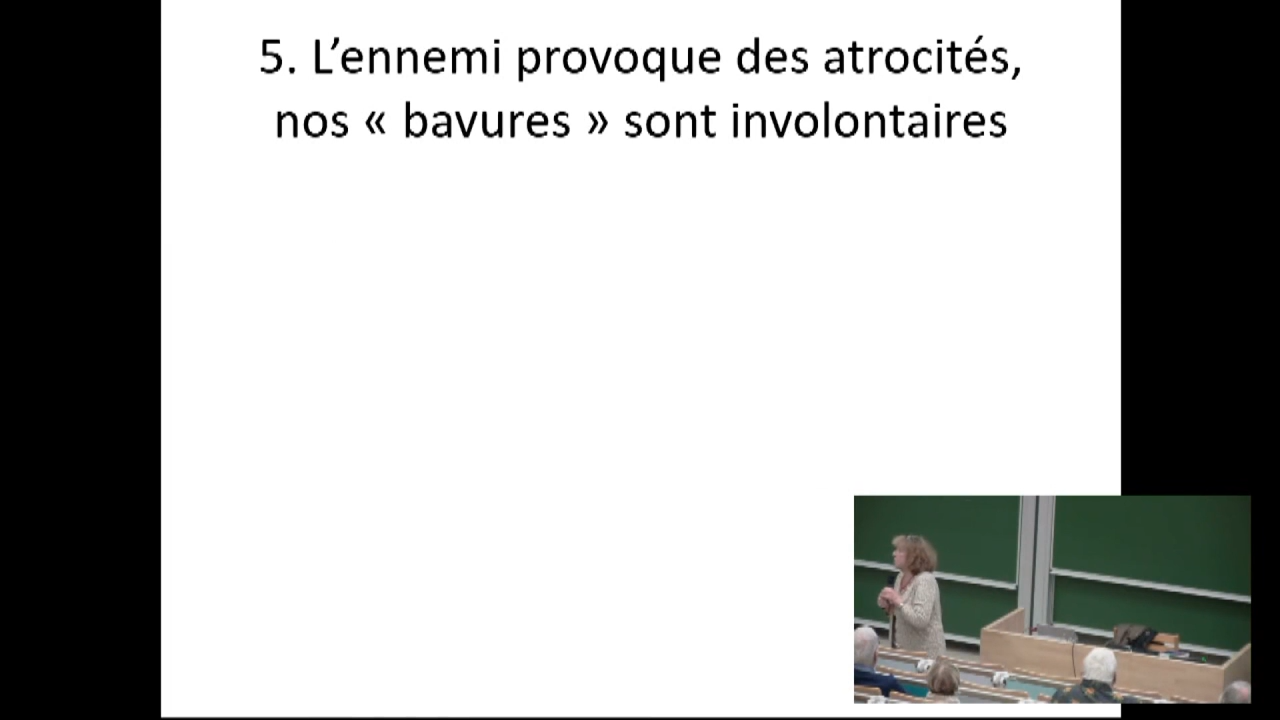 5. L’ennemi provoque des atrocités,
nos « bavures » sont involontaires